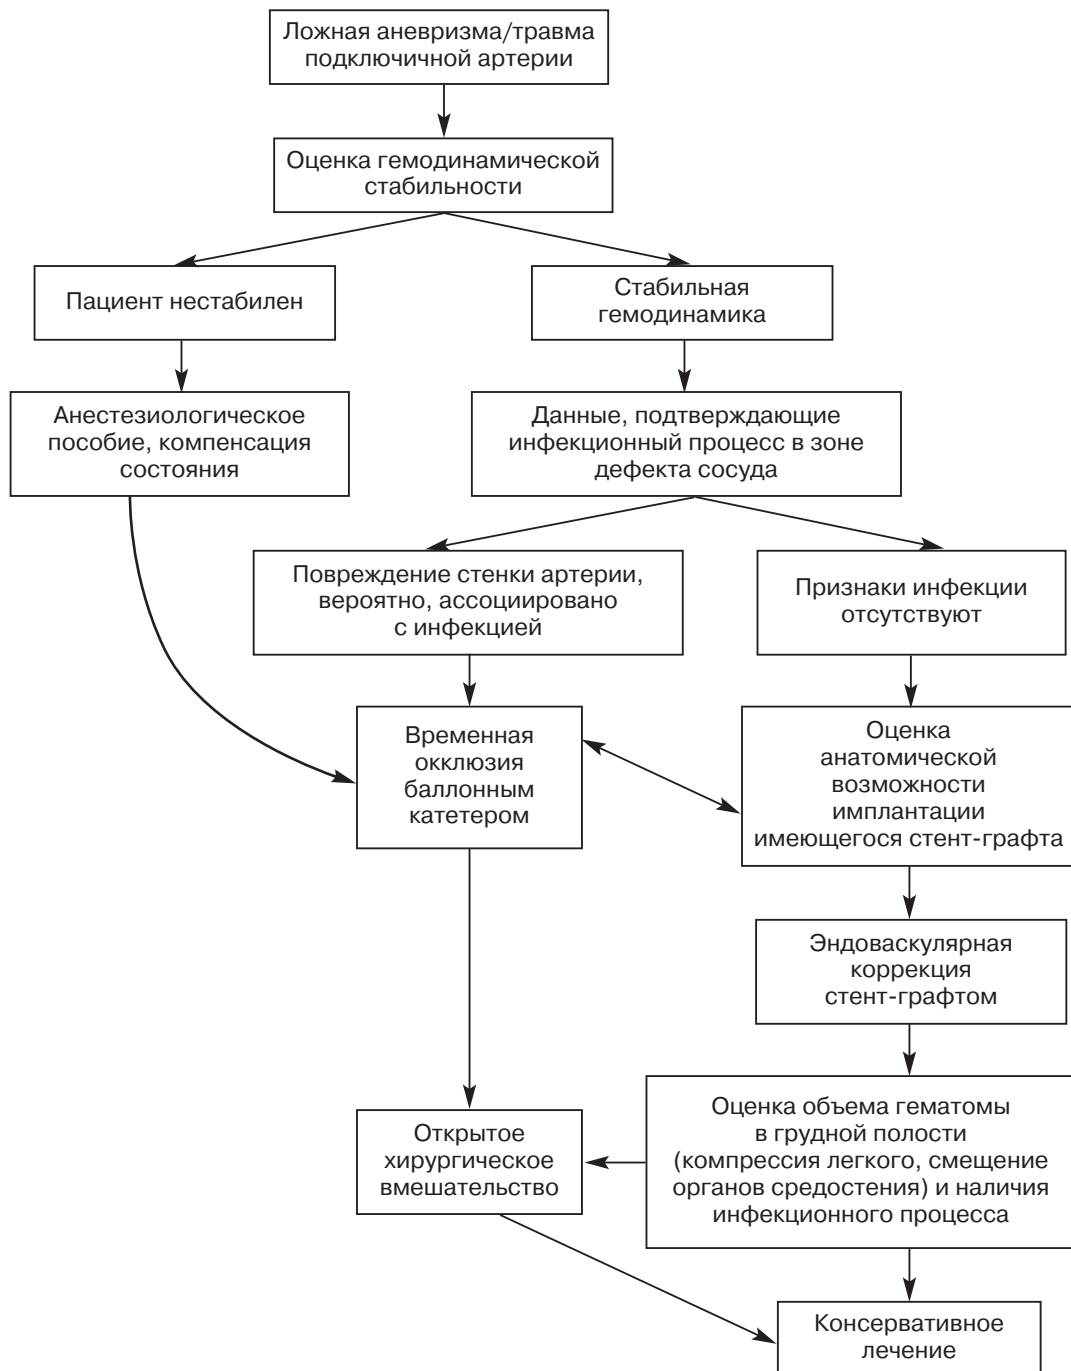 Ложная аневризма/травма
подключичной артерии
Оценка гемодинамической
стабильности
Пациент нестабилен
Стабильная
гемодинамика
Анестезиологическое
пособие, компенсация
состояния
Данные, подтверждающие
инфекционный процесс в зоне
дефекта сосуда
Повреждение стенки артерии,
вероятно, ассоциировано
с инфекцией
Признаки инфекции
отсутствуют
Временная
окклюзия
баллонным
катетером
Оценка
анатомической
возможности
имплантации
имеющегося стент-графта
Эндоваскулярная
коррекция
стент-графтом
Открытое
хирургическое
вмешательство
Оценка объема гематомы
в грудной полости
(компрессия легкого, смещение
органов средостения) и наличия
инфекционного процесса
Консервативное
лечение